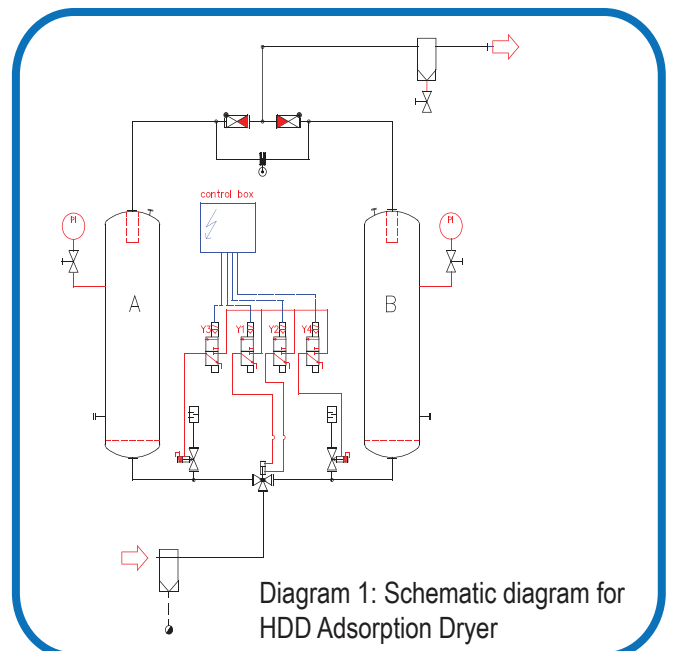 control box
PI
PI
A
B
Y3
Y1
Y2
Y4
Diagram 1: Schematic diagram for
HDD Adsorption Dryer